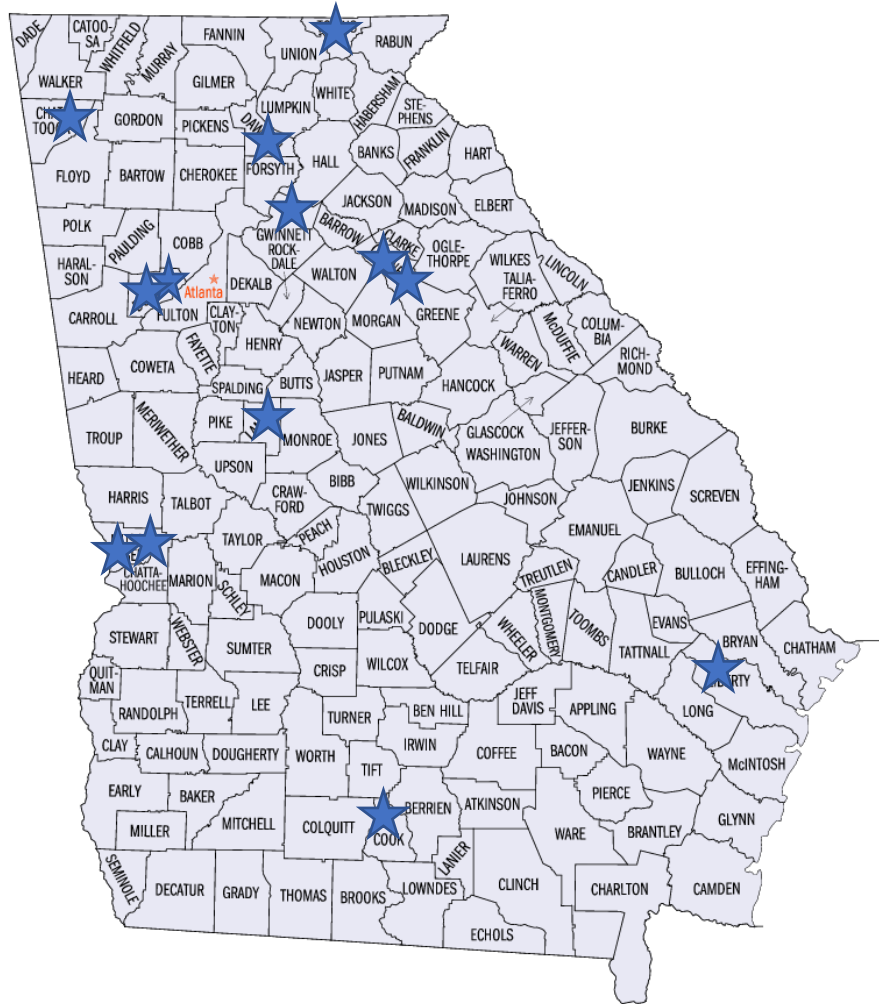 DADE
CATOO-
SA
WHITFIELD
MURRAY
FANNIN
UNION
RABUN
WALKER
GILMER
LUMPKIN
WHITE
HABERSHAM
STE-
PHENS
GORDON
PICKENS
BANKS
FRANKLIN
HART
FLOYD
BARTOW
CHEROKEE
FORSYTH
HALL
JACKSON
MADISON
ELBERT
POLK
PAULDING
COBB
GWINNETT
BARROW
CLARKE
OGLE-
THORPE
HARAL-
SON
ROCK-
DALE
WALTON
WILKES
LINCOLN
TALIA-
FERRO
Atlanta
DEKALB
CARROLL
FULTON
CLAY-
TON
NEWTON
MORGAN
GREENE
McDUFFIE
COLUM-
BIA
FAYETTE
HENRY
WARREN
RICH-
MOND
HEARD
COWETA
SPALDING
BUTTS
JASPER
PUTNAM
HANCOCK
TROUP
MERIWETHER
PIKE
MONROE
JONES
BALDWIN
GLASCOCK
WASHINGTON
JEFFER-
SON
BURKE
UPSON
HARRIS
TALBOT
CRAW-
FORD
BIBB
TWIGGS
WILKINSON
JOHNSON
JENKINS
SCREVEN
TAYLOR
PEACH
EMANUEL
CHATTA-
HOOCHEE
MARION
SCHLEY
MACON
HOUSTON
BLECKLEY
LAURENS
TREUTLEN
CANDLER
BULLOCH
EFFING-
HAM
STEWART
WEBSTER
SUMTER
DOOLY
PULASKI
DODGE
WHEELER
MONTGOMERY
TOOMBS
EVANS
TATTNALL
BRYAN
CHATHAM
QUIT-
MAN
CRISP
WILCOX
TELFAIR
RANDOLPH
TERRELL
LEE
TURNER
BEN HILL
JEFF
DAVIS
APPLING
LONG
CLAY
CALHOUN
DOUGHERTY
WORTH
IRWIN
COFFEE
BACON
WAYNE
McINTOSH
EARLY
BAKER
TIFT
BERRIEN
ATKINSON
PIERCE
MILLER
MITCHELL
COLQUITT
COOK
WARE
BRANTLEY
GLYNN
SEMINOLE
DECATUR
GRADY
THOMAS
BROOKS
LOWNDES
LANIER
CLINCH
CHARLTON
CAMDEN
ECHOLS